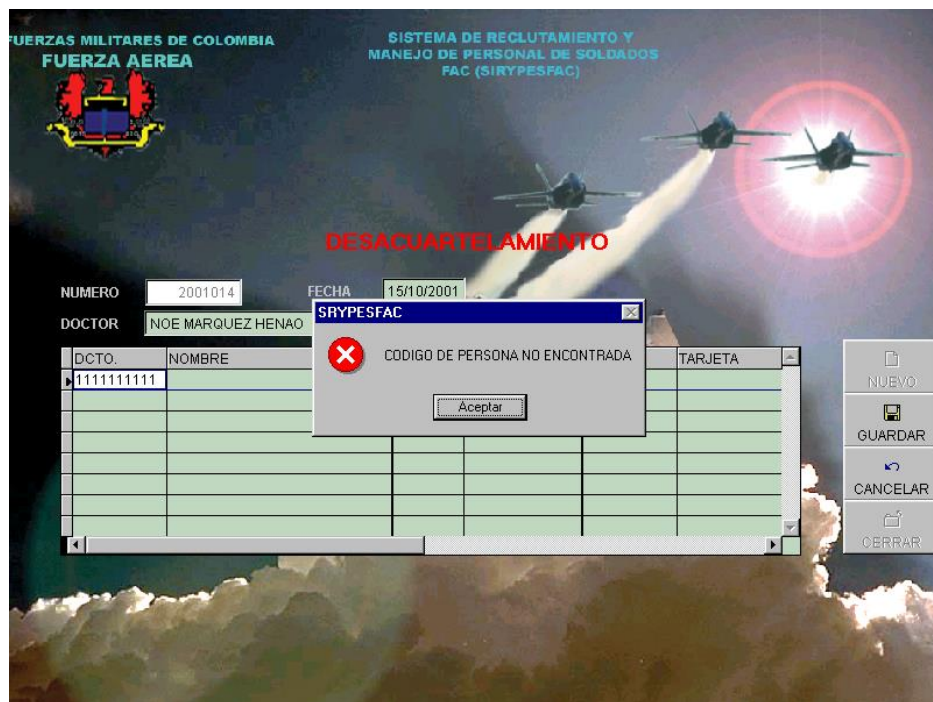 FUERZAS MILITARES DE COLOMBIA
FUERZA AEREA
SISTEMA DE RECLUTAMIENTO Y
MANEJO DE PERSONAL DE SOLDADOS
FAC (SIRYPESFAC)
DESACUARTELAMIENTO
NUMERO 2001014 FECHA 15/10/2001
DOCTOR NOE MARQUEZ HENAO
SRYPESFAC
CODIGO DE PERSONA NO ENCONTRADA
Aceptar
DCTO. NOMBRE TARJETA
1111111111
NUEVO
GUARDAR
CANCELAR
CERRAR